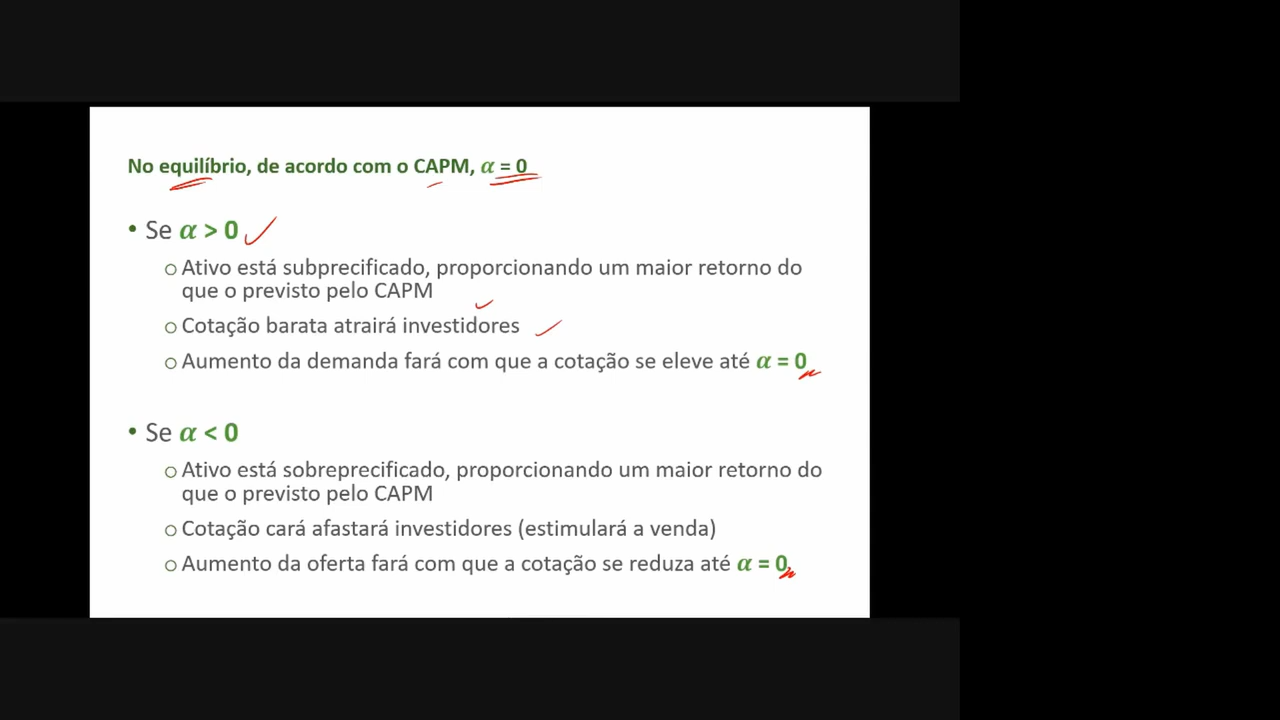 No equilíbrio, de acordo com o CAPM, α = 0
• Se α > 0
o Ativo está subprecificado, proporcionando um maior retorno do
que o previsto pelo CAPM
o Cotação barata atrairá investidores
o Aumento da demanda fará com que a cotação se eleve até α = 0
• Se α < 0
o Ativo está sobreprecificado, proporcionando um maior retorno do
que o previsto pelo CAPM
o Cotação cará afastará investidores (estimulará a venda)
o Aumento da oferta fará com que a cotação se reduza até α = 0